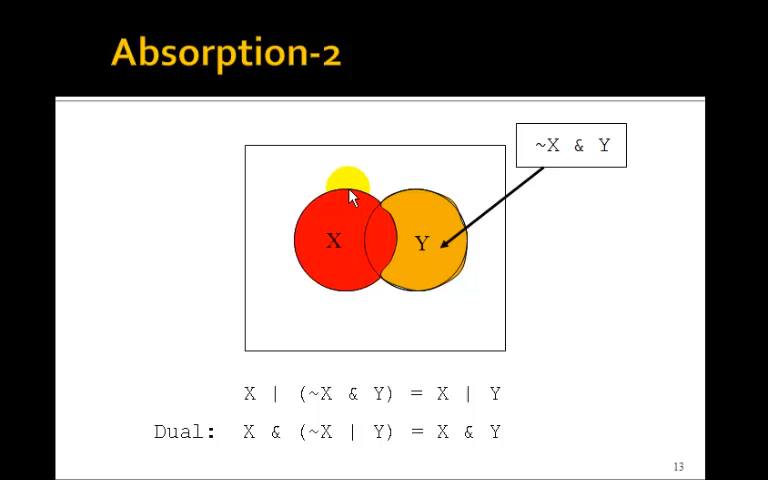 Absorption-2
~X & Y
X
Y
X | (~X & Y) = X | Y
Dual: X & (~X | Y) = X & Y
13